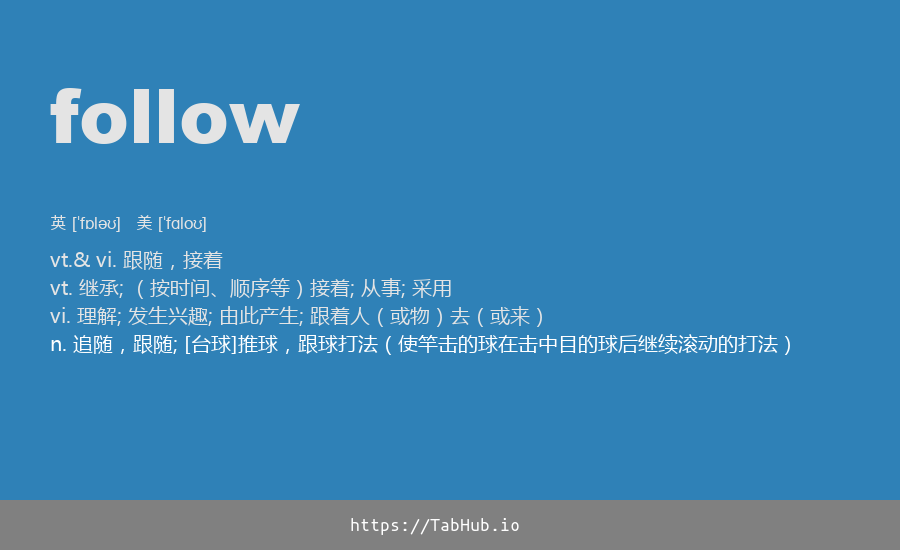 follow
英 [ˈfɒləʊ] 美 [ˈfɑloʊ]
vt.& vi. 跟随，接着
vt. 继承; （按时间、顺序等）接着; 从事; 采用
vi. 理解; 发生兴趣; 由此产生; 跟着人（或物）去（或来）
n. 追随，跟随; [台球]推球，跟球打法（使竿击的球在击中目的球后继续滚动的打法）
https://TabHub.io